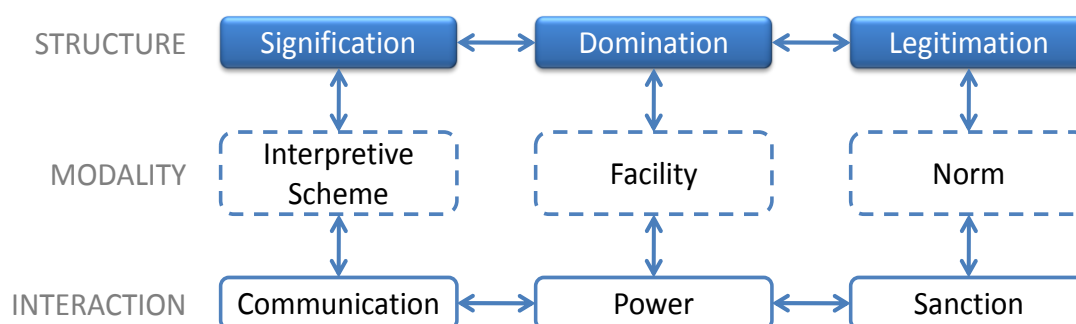 STRUCTURE Signification Domination Legitimation
MODALITY Interpretive Scheme Facility Norm
INTERACTION Communication Power Sanction